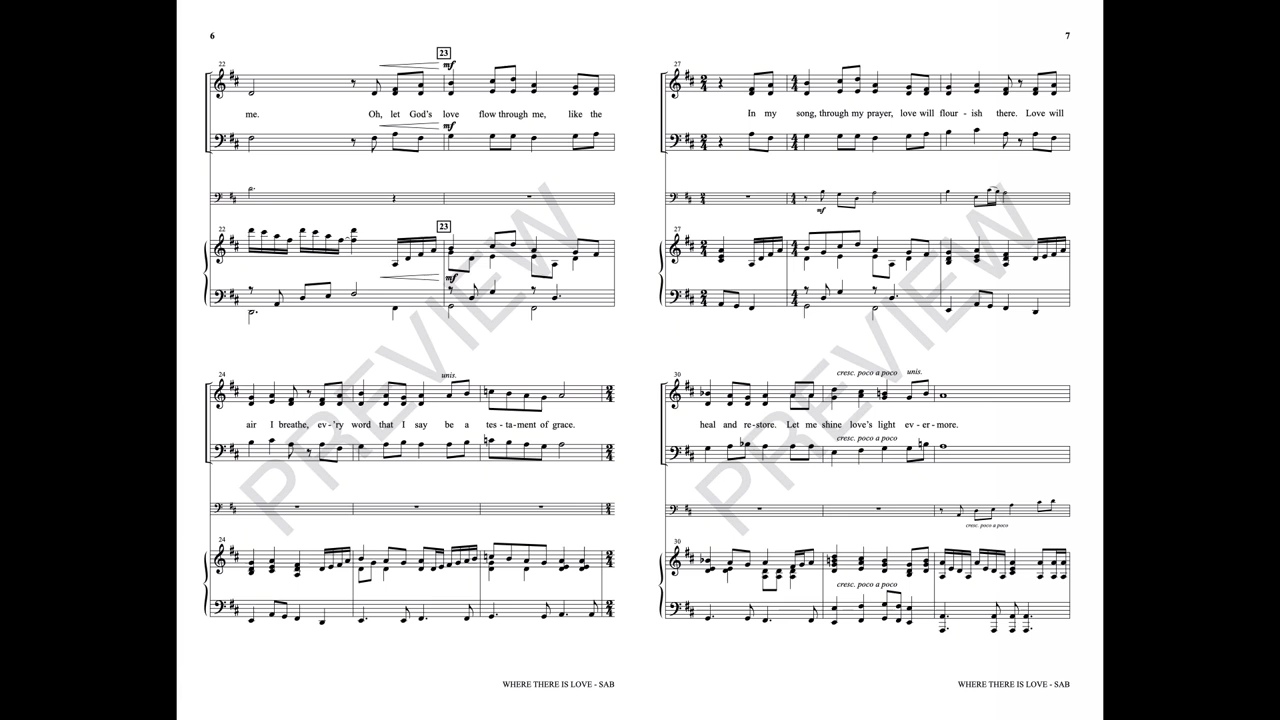 6
22
23
mf
me. Oh, let God's love flow through me, like the
mf
22
23
mf
24
unis.
air I breathe, ev-'ry word that I say be a tes-ta-ment of grace.
24
WHERE THERE IS LOVE - SAB
7
27
In my song, through my prayer, love will flour - ish there. Love will
mf
27
30
cresc. poco a poco unis.
heal and re-store. Let me shine love's light ev-er-more.
cresc. poco a poco
cresc. poco a poco
30
cresc. poco a poco
WHERE THERE IS LOVE - SAB
PREVIEW
PREVIEW